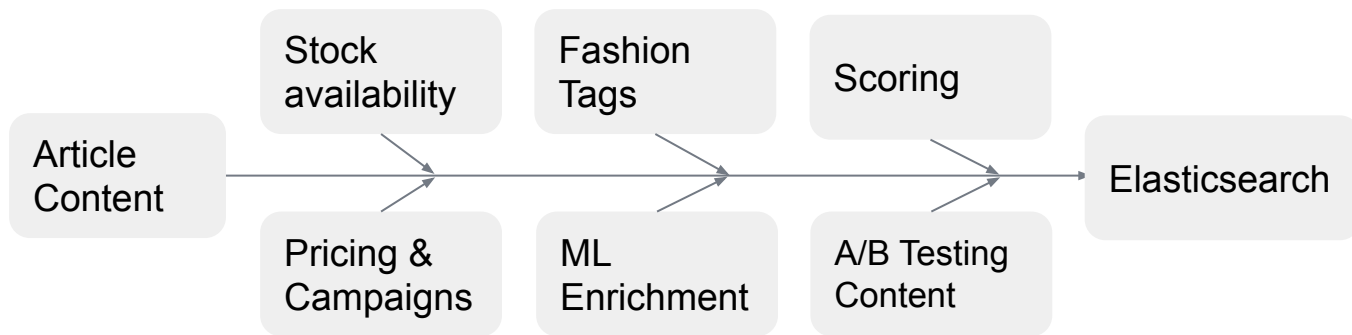 Article
Content
Stock
availability
Pricing &
Campaigns
Fashion
Tags
ML
Enrichment
Scoring
A/B Testing
Content
Elasticsearch